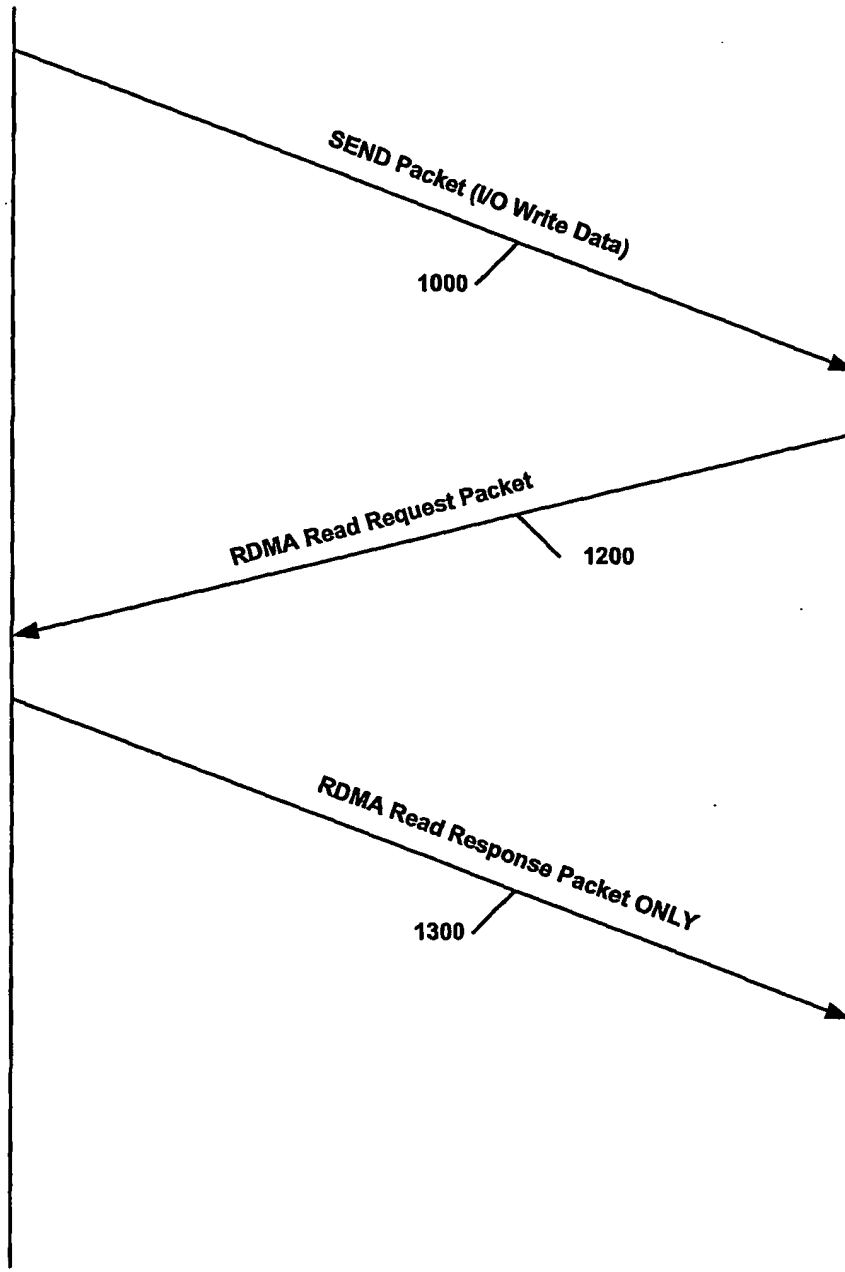 SEND Packet (I/O Write Data)
1000
RDMA Read Request Packet
1200
RDMA Read Response Packet ONLY
1300